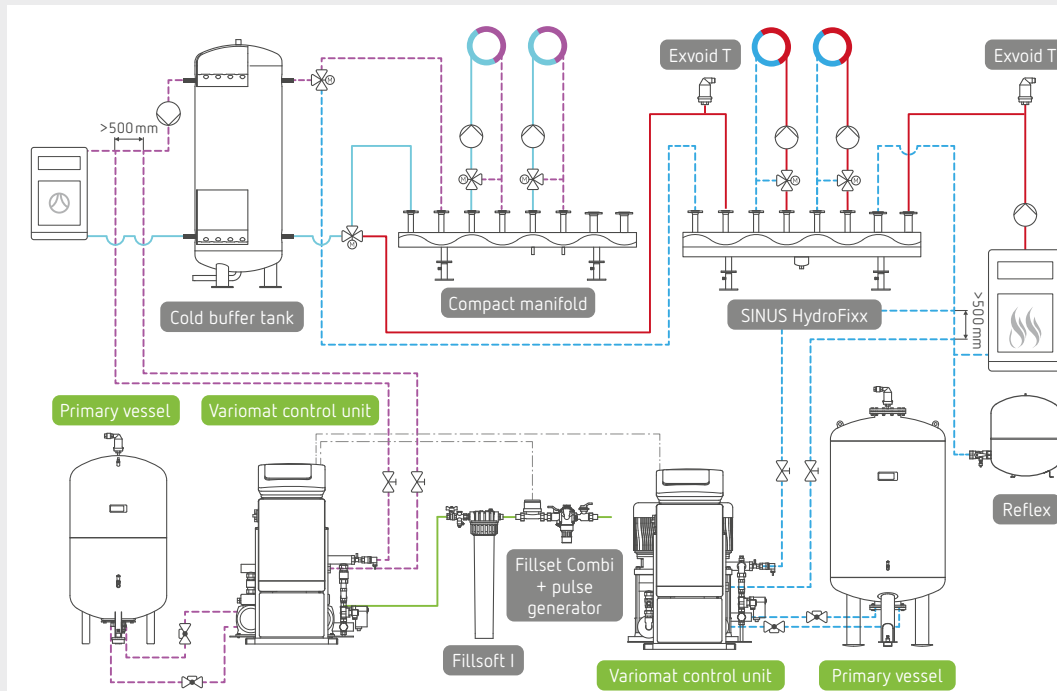 Exvoid T
Exvoid T
>500 mm
M
M
M
M
M
M
Cold buffer tank
Compact manifold
SINUS HydroFixx
>500 mm
Primary vessel
Variomat control unit
Reflex
Fillset Combi
+ pulse
generator
Fillsoft I
Variomat control unit
Primary vessel